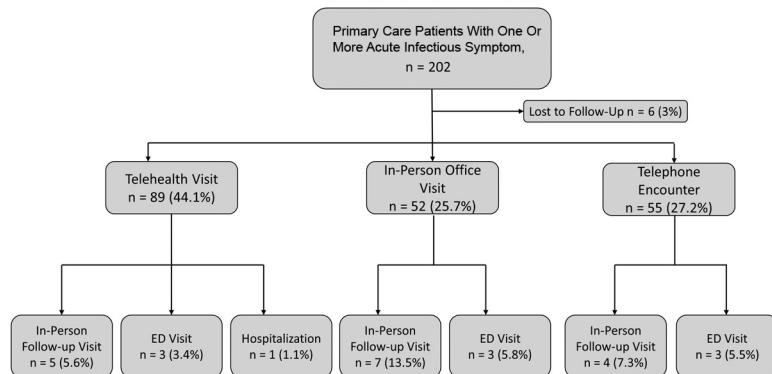 Primary Care Patients With One Or
More Acute Infectious Symptom,
n = 202
Lost to Follow-Up n = 6 (3%)
Telehealth Visit
n = 89 (44.1%)
In-Person Office
Visit
n = 52 (25.7%)
Telephone
Encounter
n = 55 (27.2%)
In-Person
Follow-up Visit
n = 5 (5.6%)
ED Visit
n = 3 (3.4%)
Hospitalization
n = 1 (1.1%)
In-Person
Follow-up Visit
n = 7 (13.5%)
ED Visit
n = 3 (5.8%)
In-Person
Follow-up Visit
n = 4 (7.3%)
ED Visit
n = 3 (5.5%)